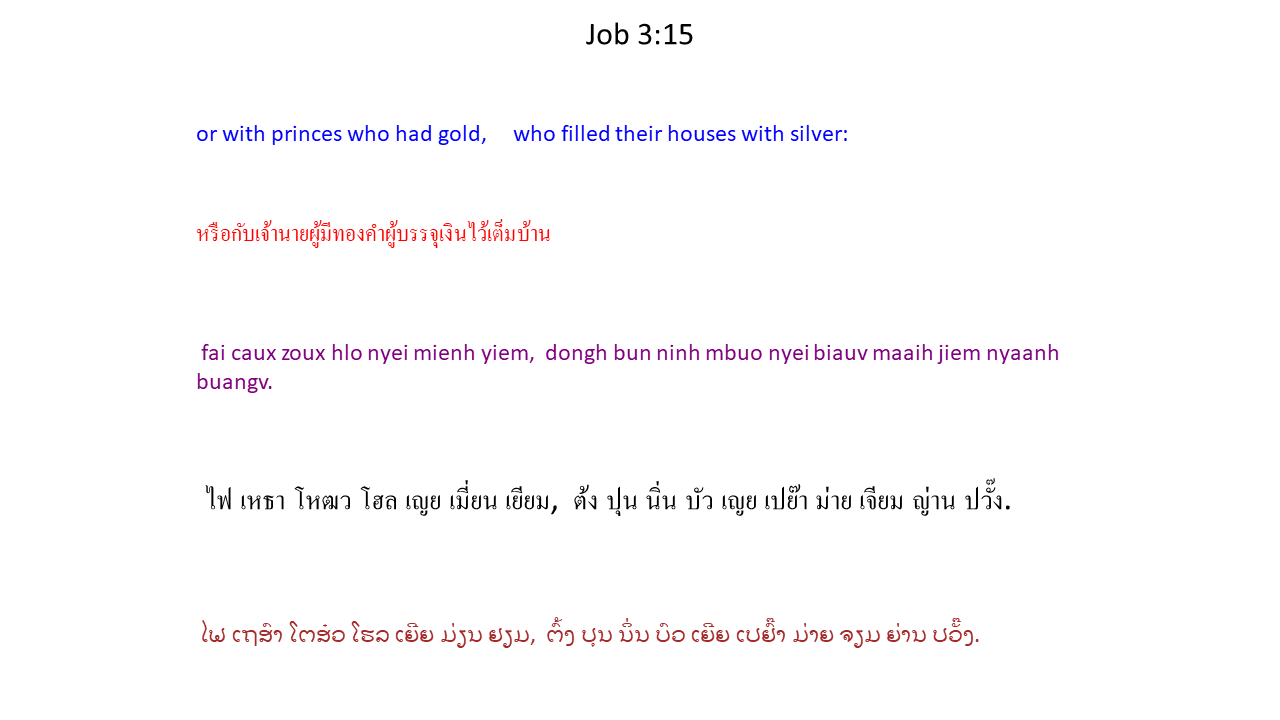 Job 3:15
or with princes who had gold, who filled their houses with silver:
หรือกับเจ้านายผู้มีทองคำผู้บรรจุเงินไว้เต็มบ้าน
fai caux zoux hlo nyei mienh yiem, dongh bun ninh mbuo nyei biauv maaih jiem nyaanh
buangv.
ไฟ เหธา โหฒว โฮล เญย เมี่ยน เยียม, ต้ง ปุน นิ่น บัว เญย เปย๊า ม่าย เจียม ญ่าน ปวั๊ง.
ໄຟ ເຖສົາ ໂຕສ໋ວ ໂຮລ ເຍີຍ ມ່ຽນ ຢຽມ, ຕົ້ງ ປຸນ ນິ່ນ ບົວ ເຍີຍ ເປຢົ໊າ ມ່າຍ ຈຽມ ຍ່ານ ປວັ໊ງ.